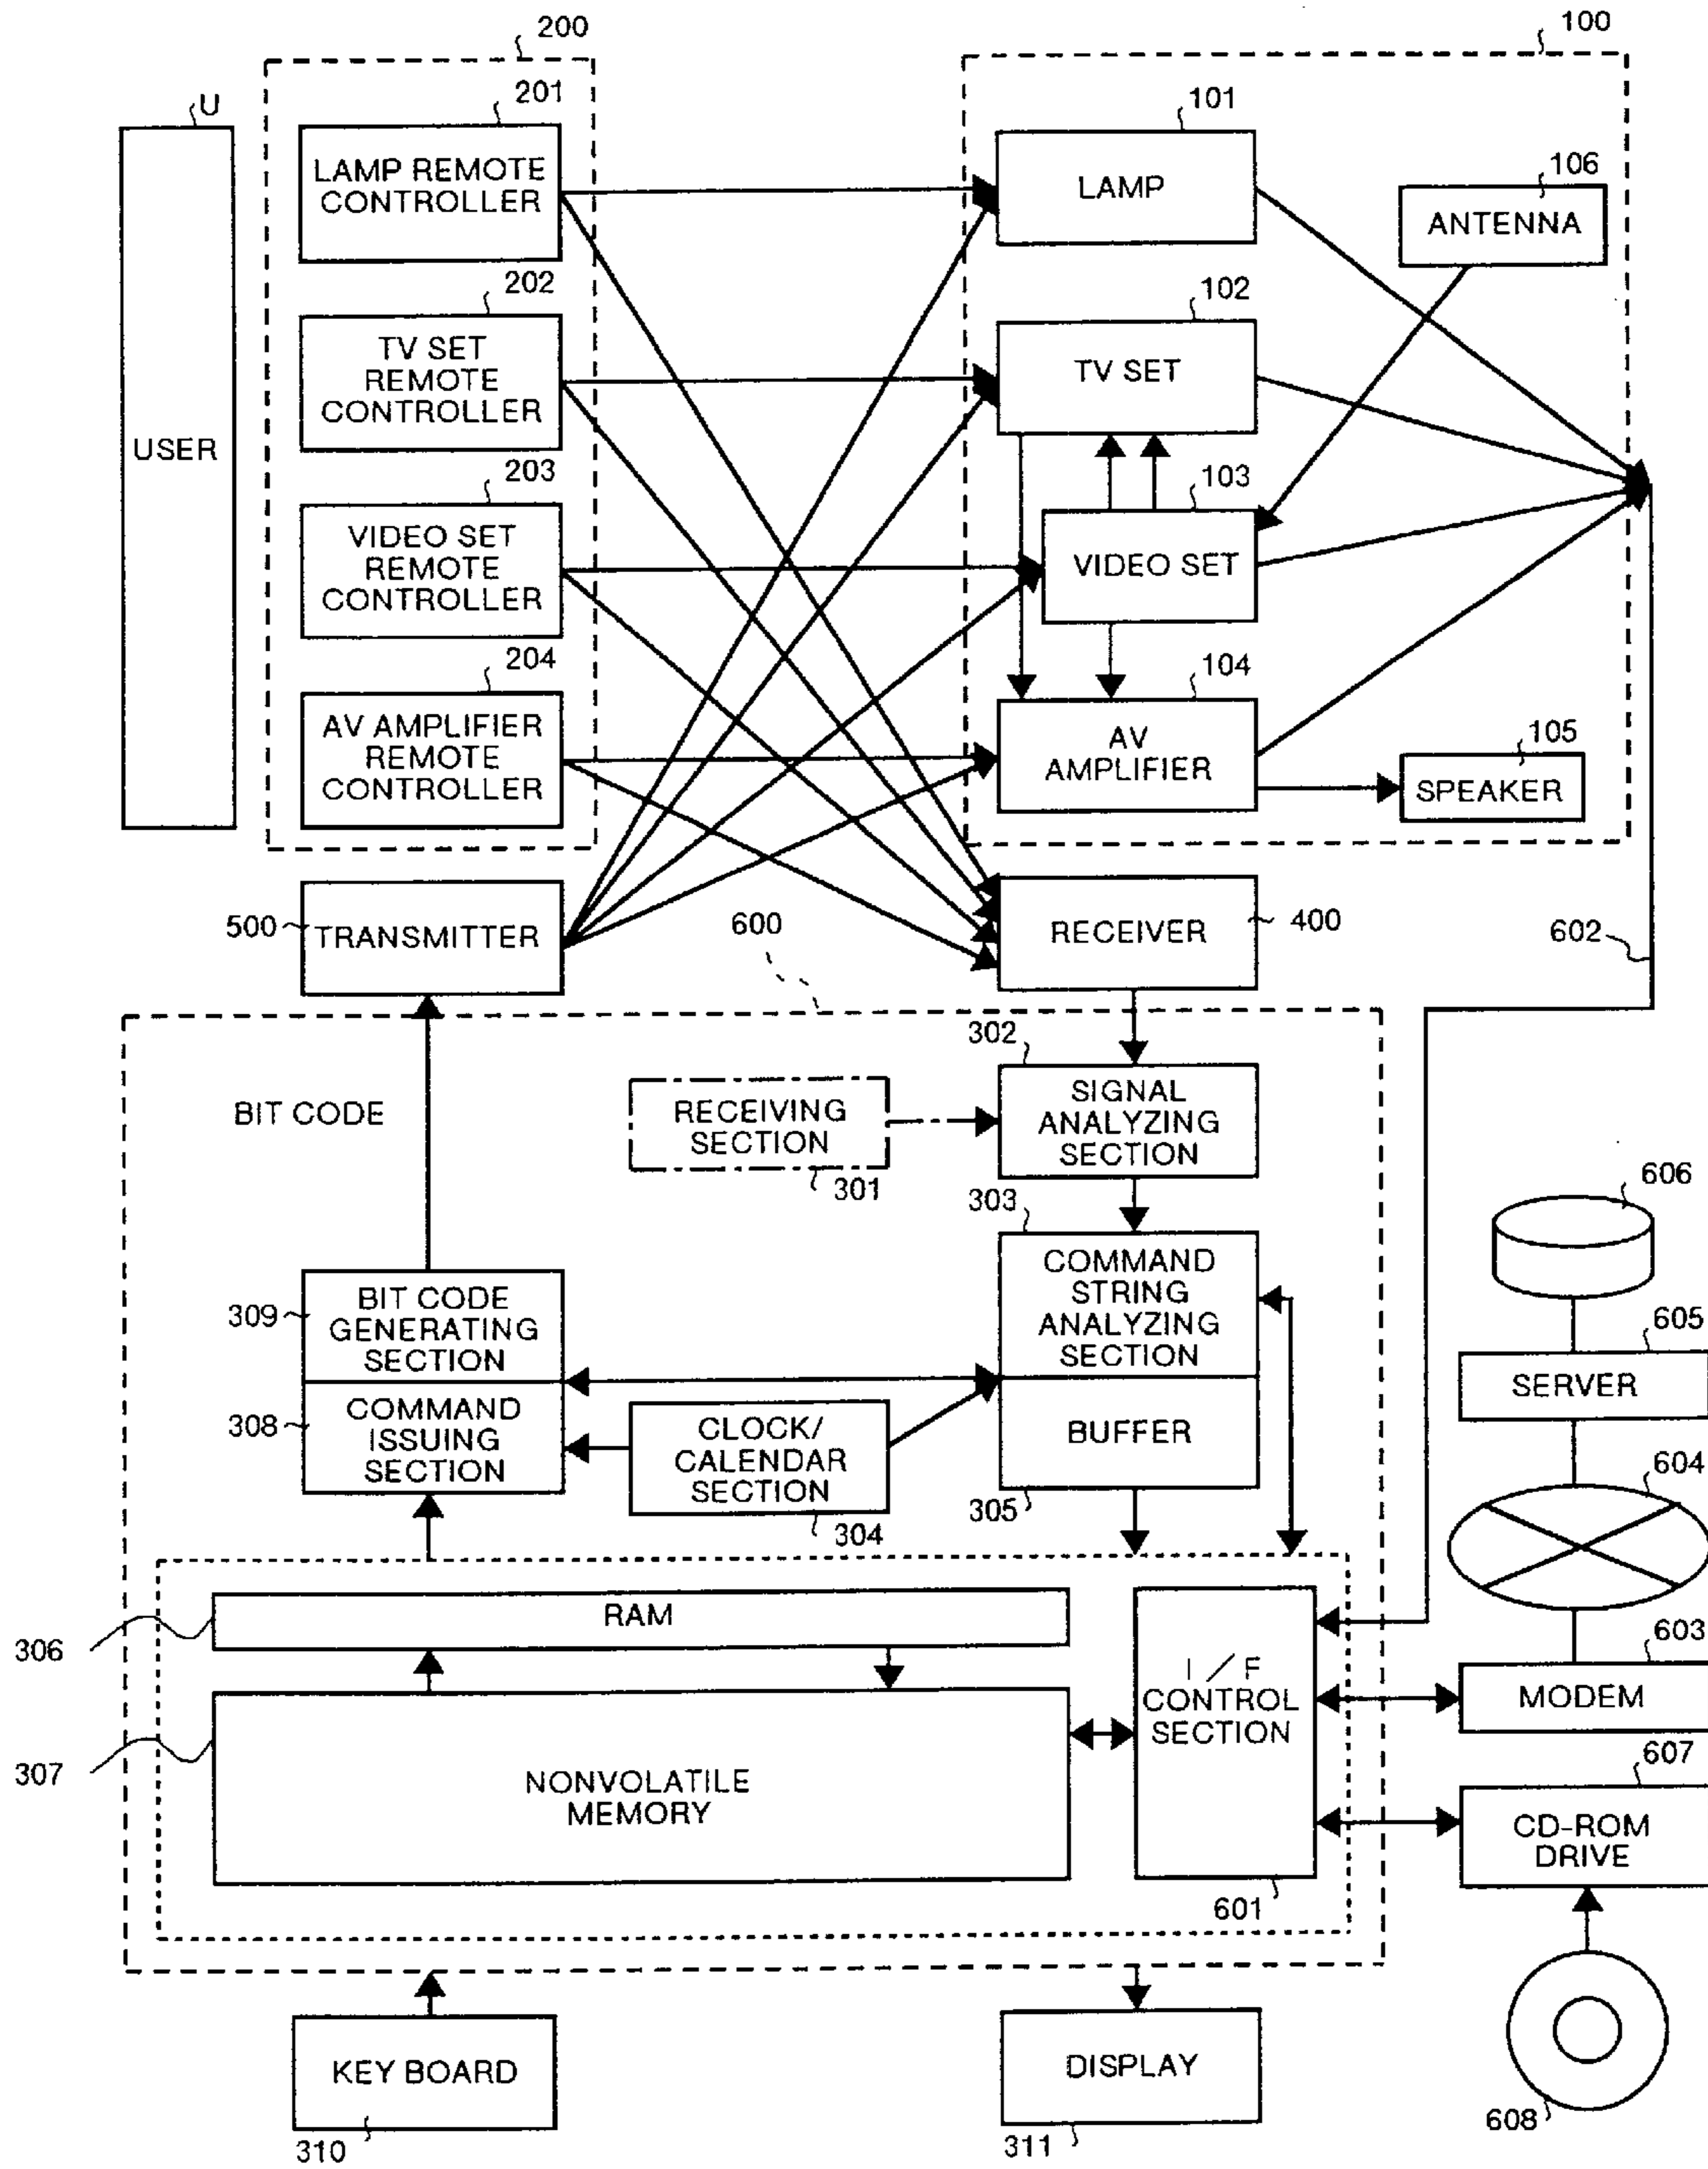 200
100
U
201
101
LAMP REMOTE
CONTROLLER
LAMP
106
ANTENNA
202
102
TV SET
REMOTE
CONTROLLER
TV SET
USER
203
103
VIDEO SET
REMOTE
CONTROLLER
VIDEO SET
204
104
AV AMPLIFIER
REMOTE
CONTROLLER
AV
AMPLIFIER
105
SPEAKER
500
TRANSMITTER
600
RECEIVER
400
602
302
BIT CODE
RECEIVING
SECTION
301
SIGNAL
ANALYZING
SECTION
303
606
309
BIT CODE
GENERATING
SECTION
COMMAND
STRING
ANALYZING
SECTION
605
SERVER
308
COMMAND
ISSUING
SECTION
CLOCK/
CALENDAR
SECTION
304
BUFFER
305
604
306
RAM
603
MODEM
I/F
CONTROL
SECTION
601
307
NONVOLATILE
MEMORY
607
CD-ROM
DRIVE
KEY BOARD
310
DISPLAY
311
608